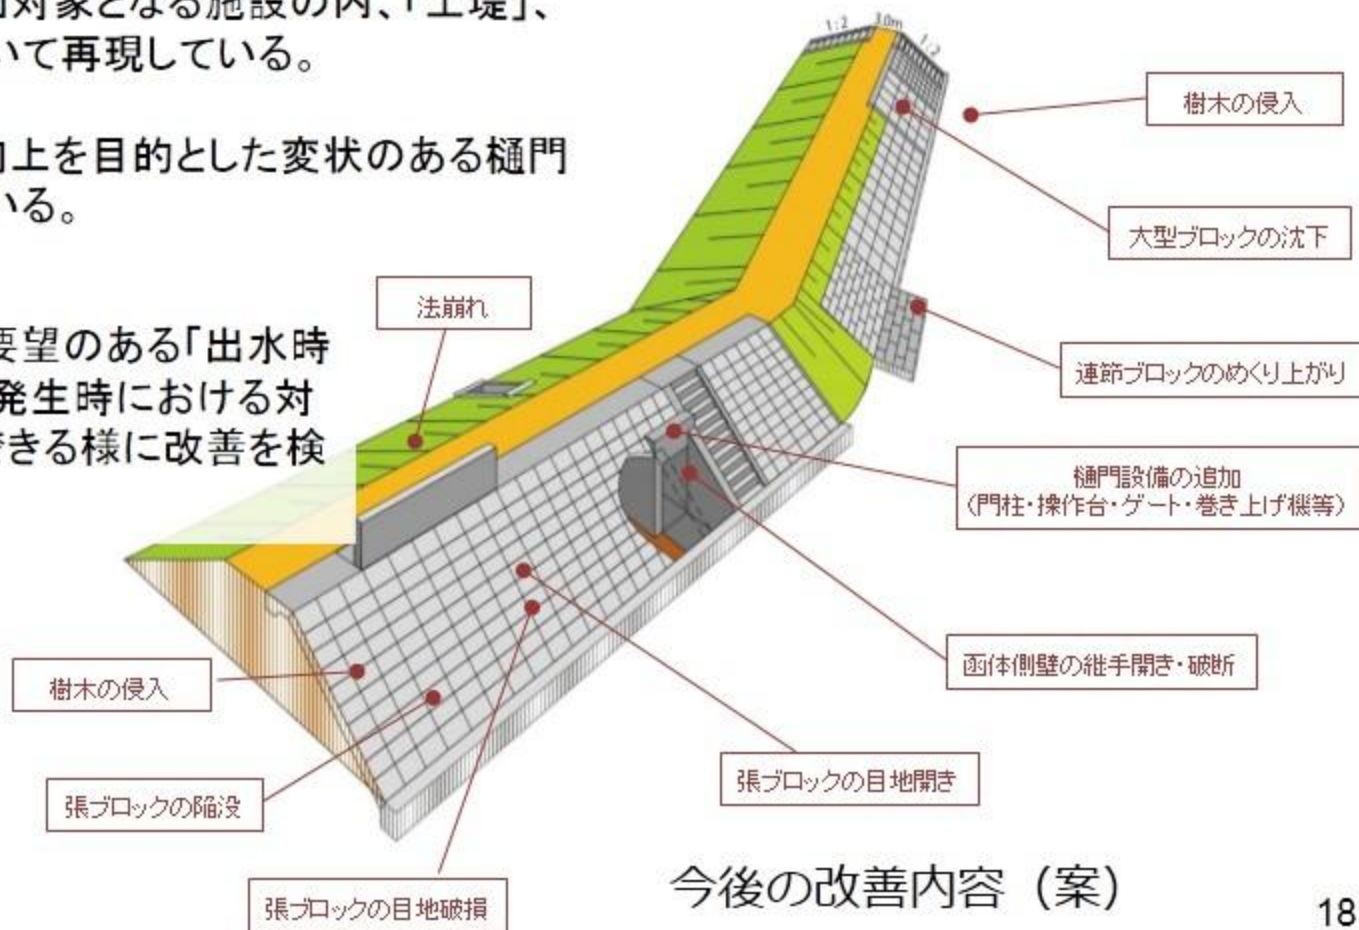 対象となる施設の内、「土堤」、
いて再現している。
向上を目的とした変状のある樋門
いる。
要望のある「出水時
発生時における対
できる様に改善を検
1:2
3.0m
1:2
樹木の侵入
大型ブロックの沈下
法崩れ
連節ブロックのめくり上がり
樋門設備の追加
(門柱・操作台・ゲート・巻き上げ機等)
函体側壁の継手開き・破断
樹木の侵入
張ブロックの目地開き
張ブロックの陥没
張ブロックの目地破損
今後の改善内容（案）
18